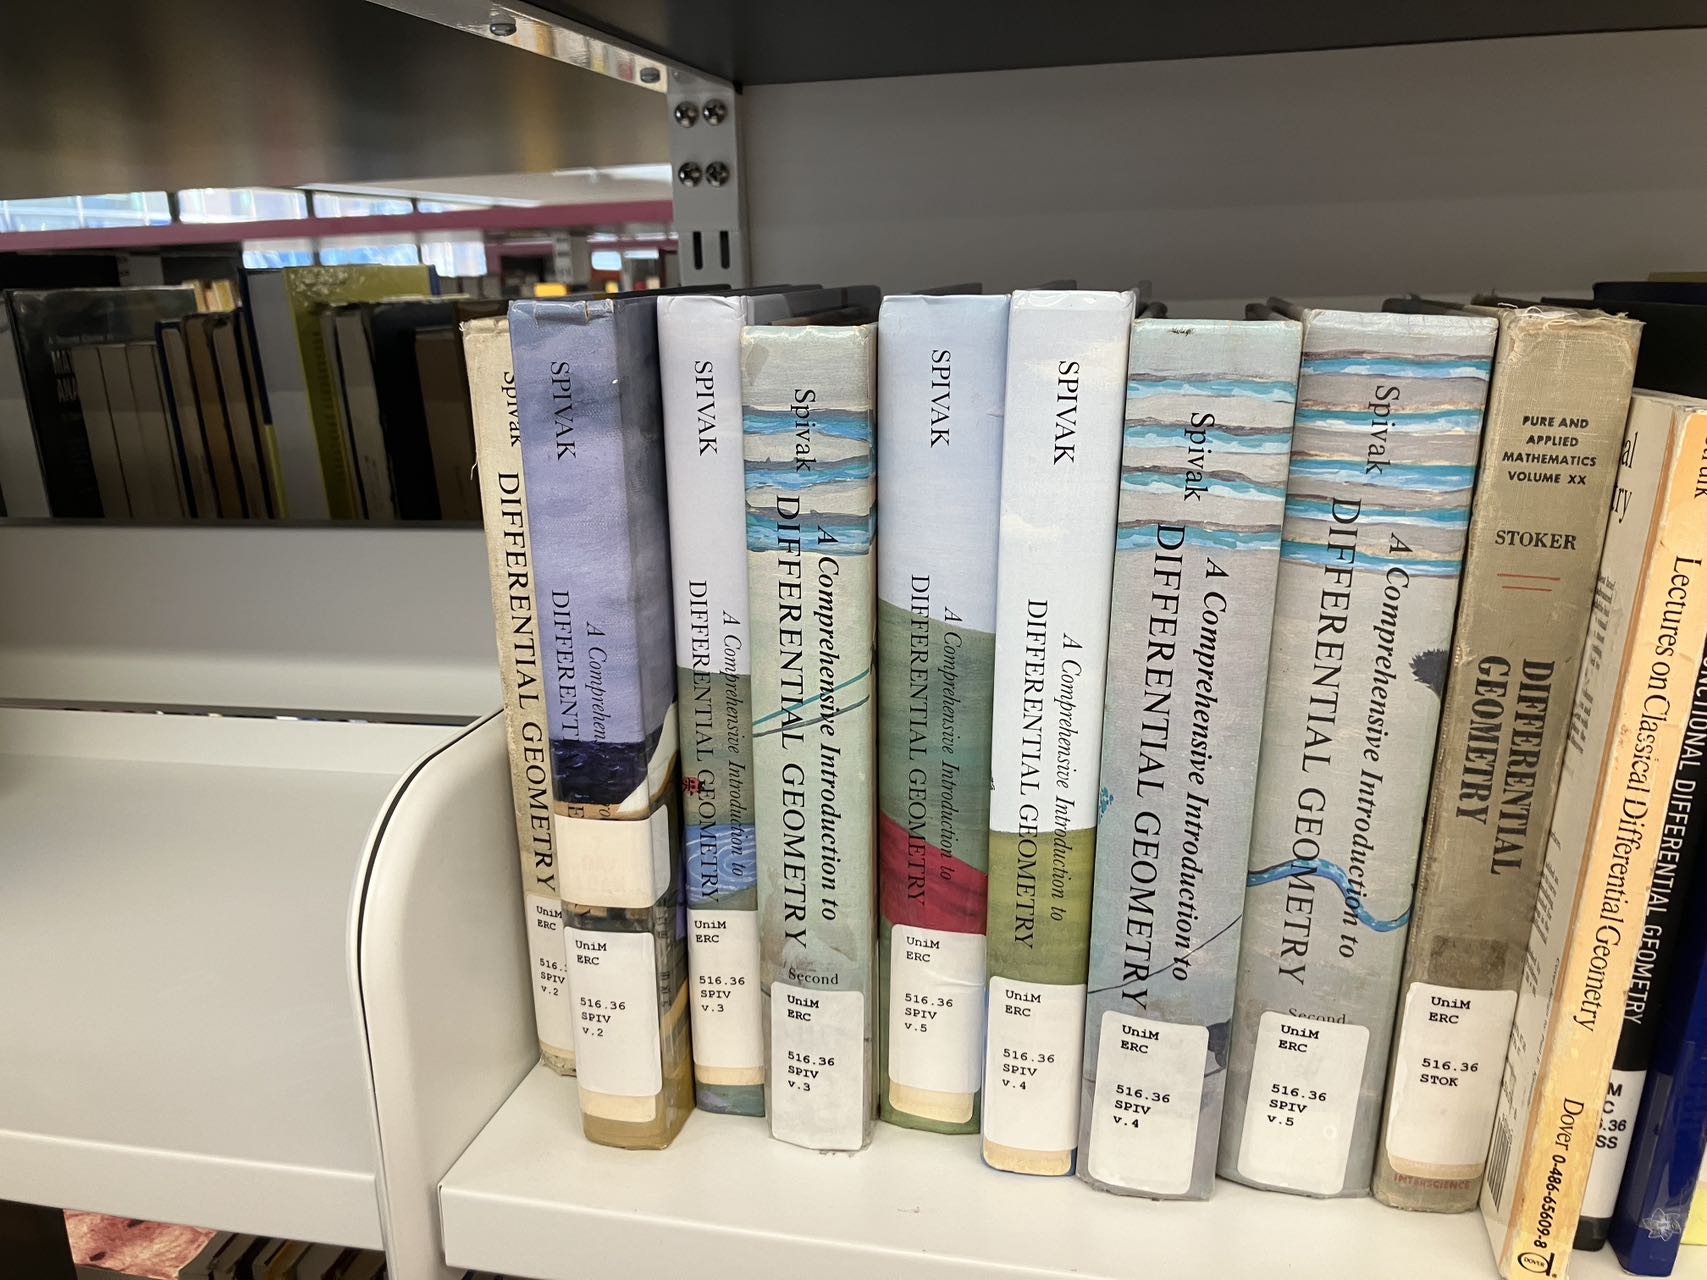 Spivak
DIFFERENTIAL GEOMETRY
UniM
ERC
SPIV
v.2
SPIVAK
DIFFERENT
UniM
ERC
516.36
SPIV
v.2
SPIVAK
A Comprehensive Introduction to
DIFFERENTIAL GEOMETRY
UniM
ERC
516.36
SPIV
v.3
Spivak
A Comprehensive Introduction to
DIFFERENTIAL GEOMETRY
Second
UniM
ERC
516.36
SPIV
v.3
SPIVAK
A Comprehensive Introduction to
DIFFERENTIAL GEOMETRY
UniM
ERC
516.36
SPIV
v.5
SPIVAK
A Comprehensive Introduction to
DIFFERENTIAL GEOMETRY
UniM
ERC
516.36
SPIV
v.4
Spivak
A Comprehensive Introduction to
DIFFERENTIAL GEOMETRY
UniM
ERC
516.36
SPIV
v.4
Spivak
A Comprehensive Introduction to
DIFFERENTIAL GEOMETRY
Second
UniM
ERC
516.36
SPIV
v.5
PURE AND
APPLIED
MATHEMATICS
VOLUME XX
STOKER
DIFFERENTIAL
GEOMETRY
UniM
ERC
516.36
STOK
INTERSCIENCE
Lectures on Classical Differential Geometry
Dover 0-486-65609-8
DOVER
DIFFERENTIAL GEOMETRY